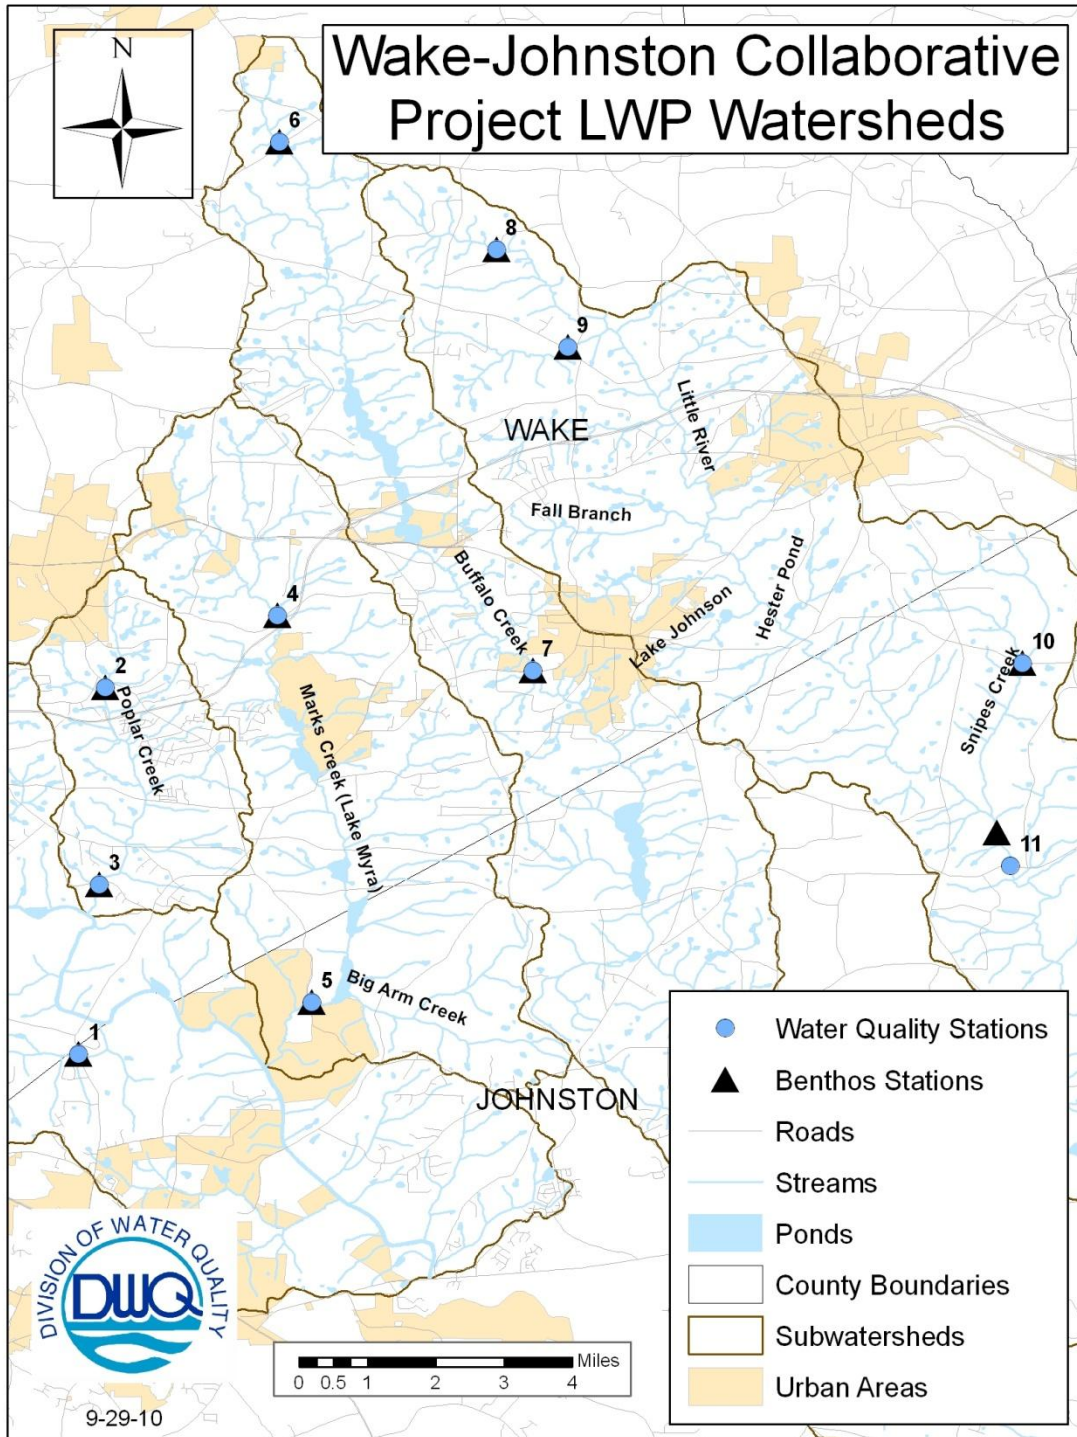 N
Wake-Johnston Collaborative
Project LWP Watersheds
6
8
9
WAKE
Little River
Fall Branch
Buffalo Creek
Hester Pond
Lake Johnson
4
7
10
2
Poplar Creek
Marks Creek (Lake Myra)
Snipes Creek
3
11
5
Big Arm Creek
1
JOHNSTON
Water Quality Stations
Benthos Stations
Roads
Streams
Ponds
County Boundaries
Subwatersheds
Urban Areas
DIVISION OF WATER QUALITY
DWQ
9-29-10
Miles
0 0.5 1 2 3 4